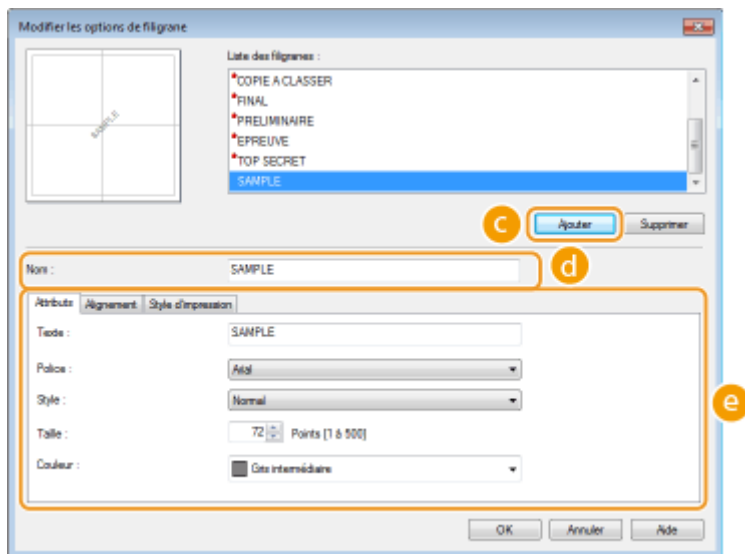 Modifier les options de filigrane
Liste des filigranes :
*COPIE A CLASSER
*FINAL
*PRELIMINAIRE
*EPREUVE
*TOP SECRET
SAMPLE
SAMPLE
c Ajouter Supprimer
d
Nom : SAMPLE
Attributs Alignement Style d'impression
Texte : SAMPLE
Police : Arial
Style : Normal
Taille : 72 Points [1 à 500]
Couleur : Gris intermédiaire
e
OK Annuler Aide